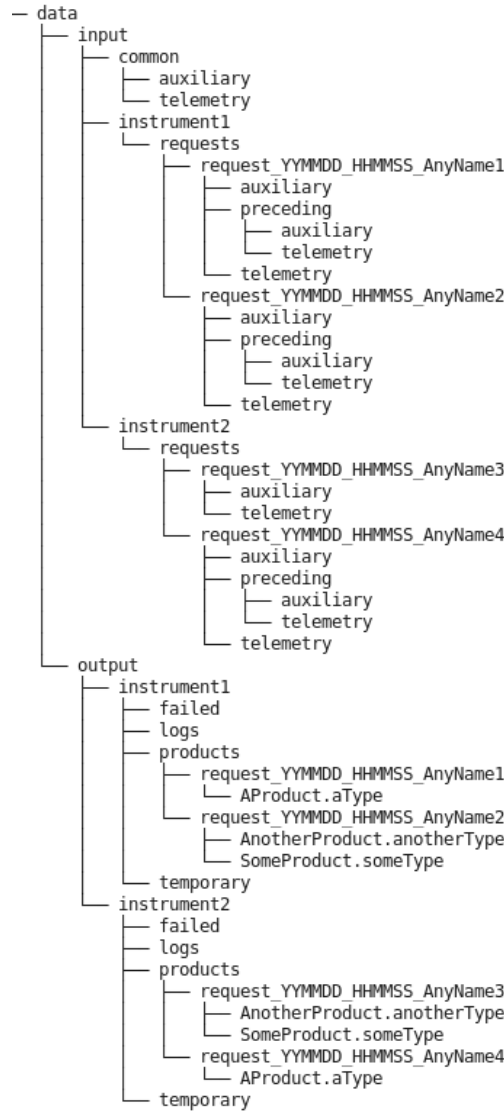 data
input
common
auxiliary
telemetry
instrument1
requests
request_YYMMDD_HHMMSS_AnyName1
auxiliary
preceding
auxiliary
telemetry
telemetry
request_YYMMDD_HHMMSS_AnyName2
auxiliary
preceding
auxiliary
telemetry
telemetry
instrument2
requests
request_YYMMDD_HHMMSS_AnyName3
auxiliary
telemetry
request_YYMMDD_HHMMSS_AnyName4
auxiliary
preceding
auxiliary
telemetry
telemetry
output
instrument1
failed
logs
products
request_YYMMDD_HHMMSS_AnyName1
AProduct.aType
request_YYMMDD_HHMMSS_AnyName2
AnotherProduct.anotherType
SomeProduct.someType
temporary
instrument2
failed
logs
products
request_YYMMDD_HHMMSS_AnyName3
AnotherProduct.anotherType
SomeProduct.someType
request_YYMMDD_HHMMSS_AnyName4
AProduct.aType
temporary